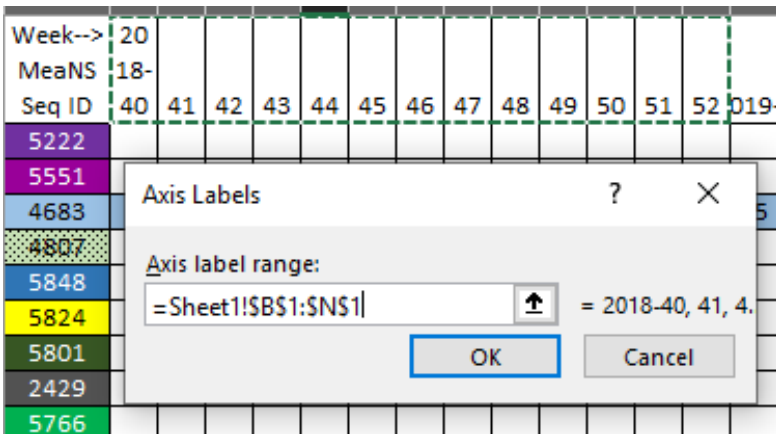 Week--> 20
MeaNS 18-
Seq ID 40 41 42 43 44 45 46 47 48 49 50 51 52 019-
5222
5551
4683 5
4807
5848
5824
5801
2429
5766
Axis Labels ? X
Axis label range:
=Sheet1!$B$1:$N$1 = 2018-40, 41, 4.
OK Cancel